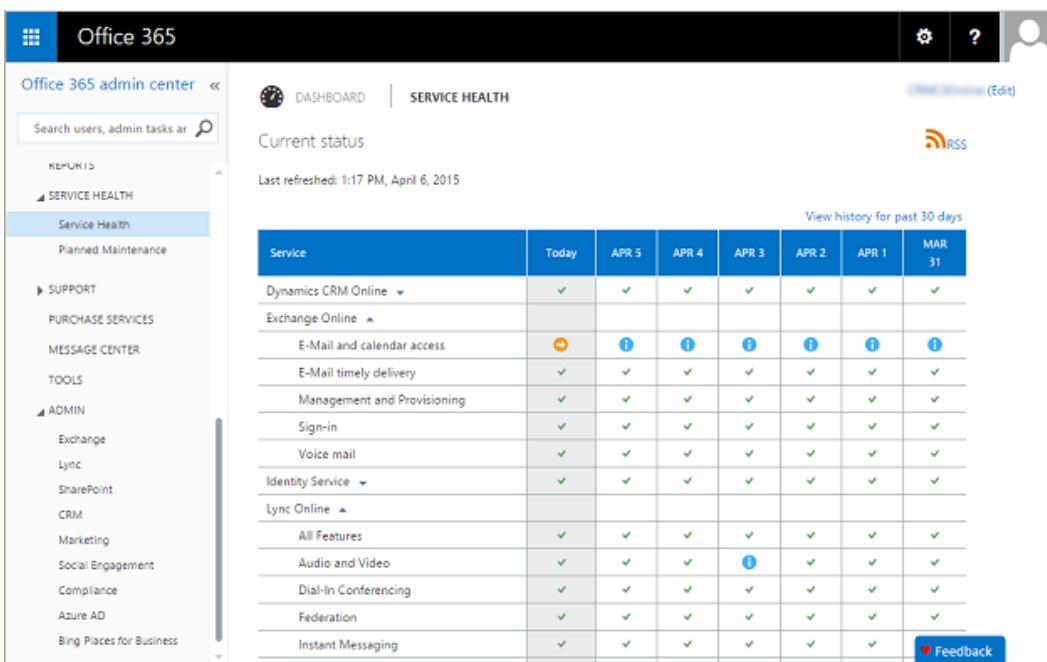 Office 365
?
Office 365 admin center «
Search users, admin tasks ar
REPORTS
SERVICE HEALTH
Service Health
Planned Maintenance
SUPPORT
PURCHASE SERVICES
MESSAGE CENTER
TOOLS
ADMIN
Exchange
Lync
SharePoint
CRM
Marketing
Social Engagement
Compliance
Azure AD
Bing Places for Business
DASHBOARD SERVICE HEALTH
(Edit)
Current status
RSS
Last refreshed: 1:17 PM, April 6, 2015
View history for past 30 days
Service Today APR 5 APR 4 APR 3 APR 2 APR 1 MAR 31
Dynamics CRM Online
Exchange Online
E-Mail and calendar access
E-Mail timely delivery
Management and Provisioning
Sign-in
Voice mail
Identity Service
Lync Online
All Features
Audio and Video
Dial-In Conferencing
Federation
Instant Messaging
Feedback